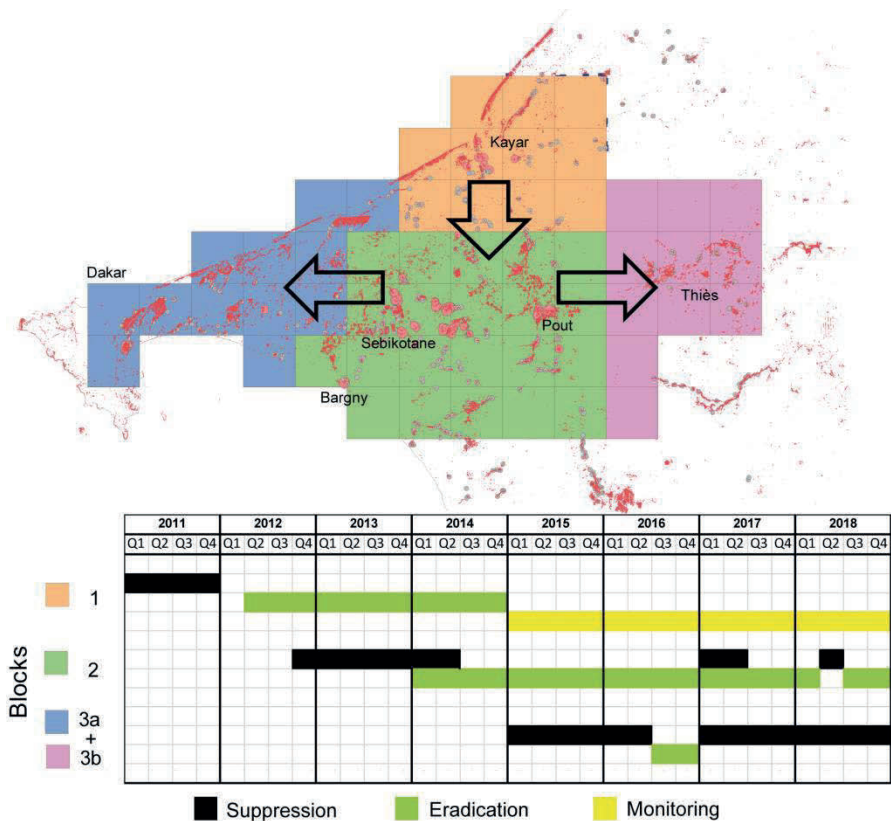 Kayar
Dakar
Thiès
Pout
Sebikotane
Bargny
2011 2012 2013 2014 2015 2016 2017 2018
Q1 Q2 Q3 Q4 Q1 Q2 Q3 Q4 Q1 Q2 Q3 Q4 Q1 Q2 Q3 Q4 Q1 Q2 Q3 Q4 Q1 Q2 Q3 Q4 Q1 Q2 Q3 Q4 Q1 Q2 Q3 Q4
Blocks
1
2
3a
+
3b
Suppression Eradication Monitoring